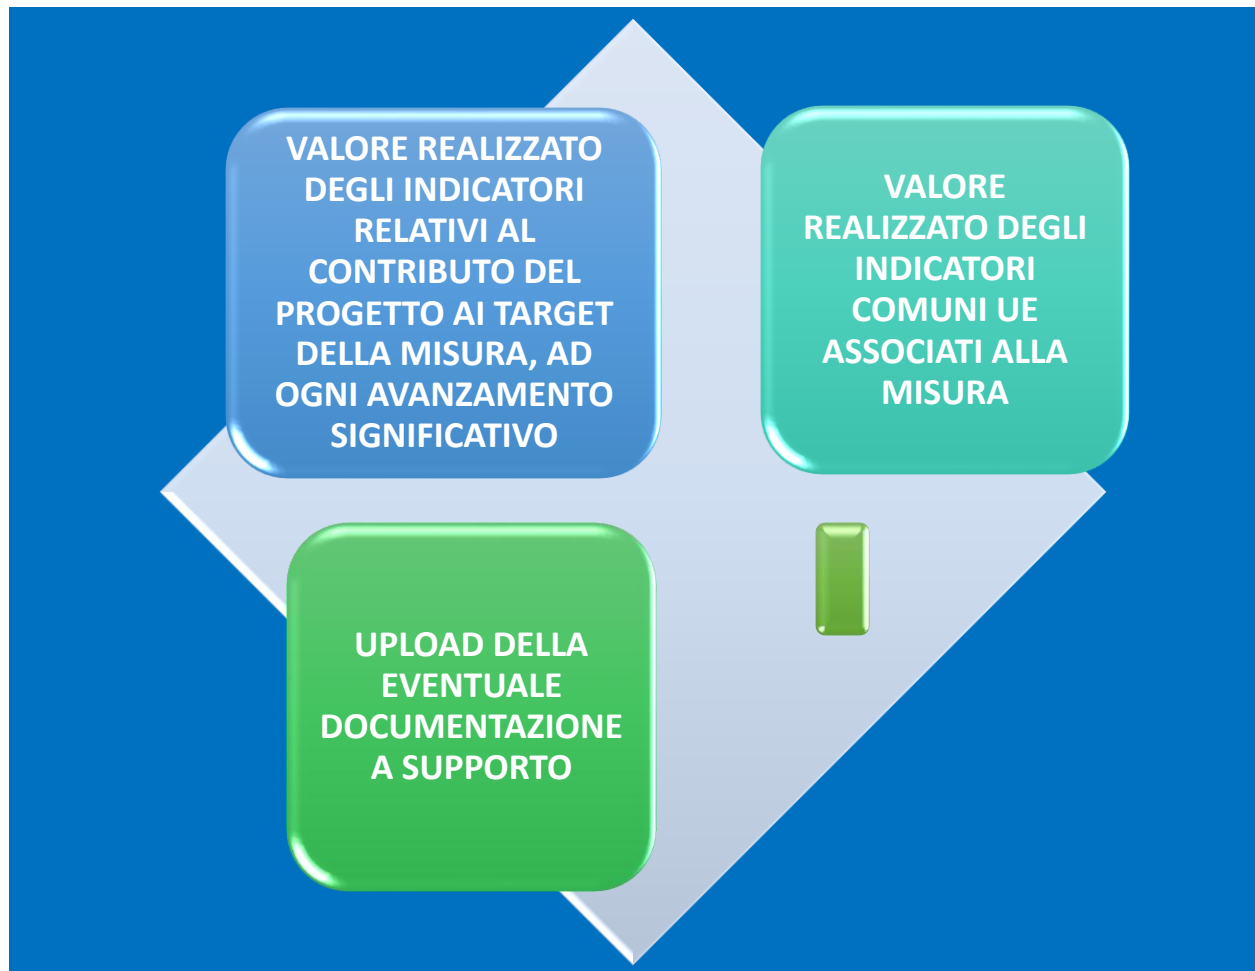 VALORE REALIZZATO
DEGLI INDICATORI
RELATIVI AL
CONTRIBUTO DEL
PROGETTO AI TARGET
DELLA MISURA, AD
OGNI AVANZAMENTO
SIGNIFICATIVO
VALORE
REALIZZATO DEGLI
INDICATORI
COMUNI UE
ASSOCIATI ALLA
MISURA
UPLOAD DELLA
EVENTUALE
DOCUMENTAZIONE
A SUPPORTO